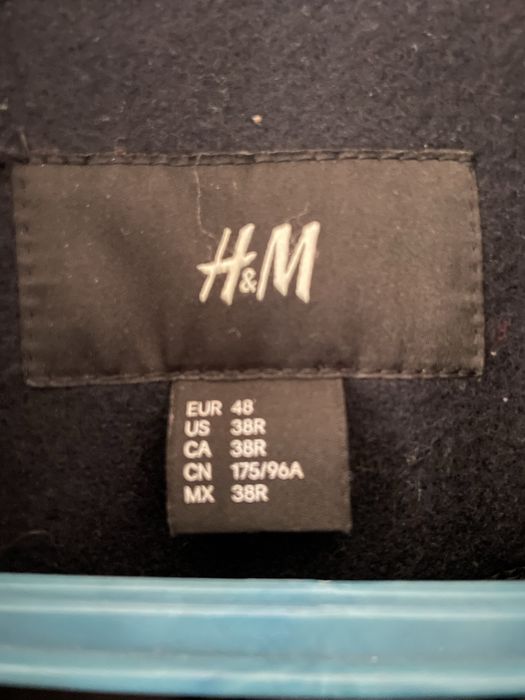 H&M
EUR 48
US 38R
CA 38R
CN 175/96A
MX 38R